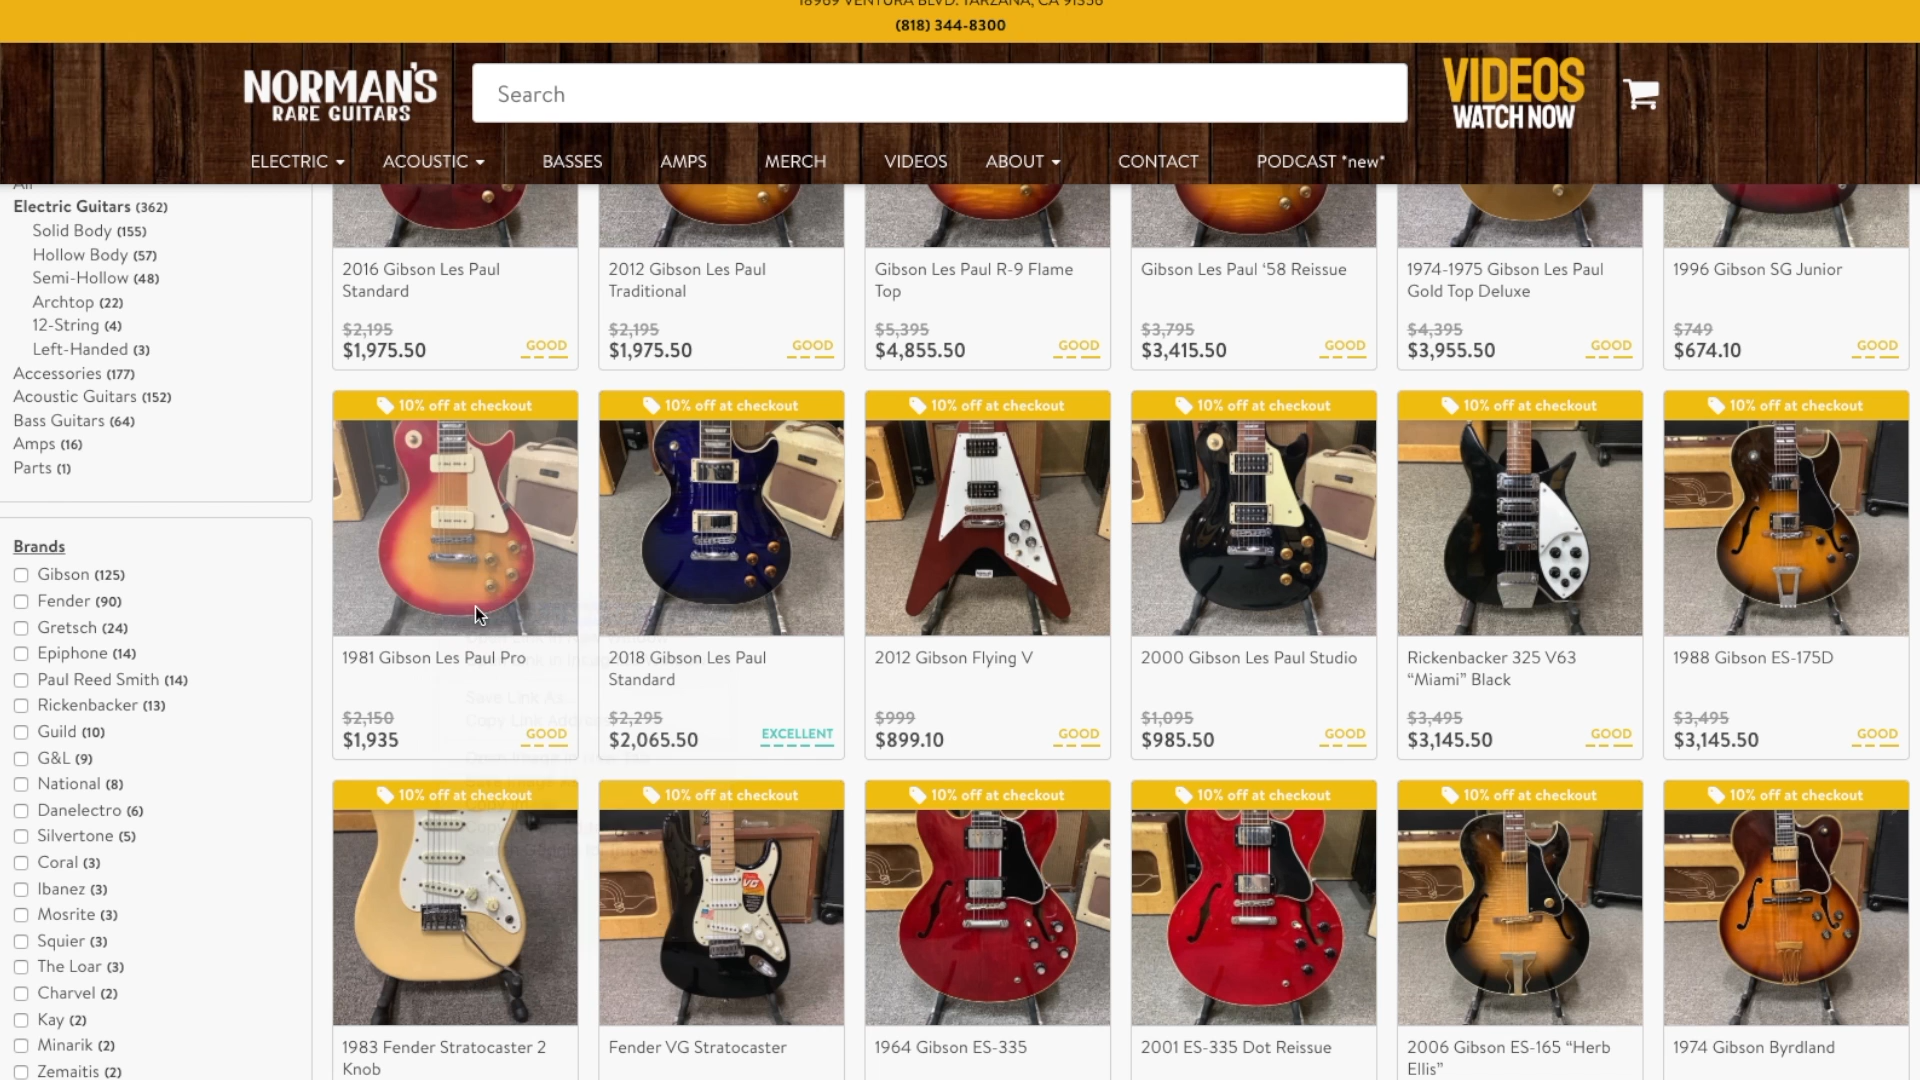 18969 VENTURA BLVD. TARZANA, CA 91356
(818) 344-8300
NORMAN'S
RARE GUITARS
Search
VIDEOS
WATCH NOW
ELECTRIC
ACOUSTIC
BASSES
AMPS
MERCH
VIDEOS
ABOUT
CONTACT
PODCAST *new*
All
Electric Guitars (362)
Solid Body (155)
Hollow Body (57)
Semi-Hollow (48)
Archtop (22)
12-String (4)
Left-Handed (3)
Accessories (177)
Acoustic Guitars (152)
Bass Guitars (64)
Amps (16)
Parts (1)
Brands
Gibson (125)
Fender (90)
Gretsch (24)
Epiphone (14)
Paul Reed Smith (14)
Rickenbacker (13)
Guild (10)
G&L (9)
National (8)
Danelectro (6)
Silvertone (5)
Coral (3)
Ibanez (3)
Mosrite (3)
Squier (3)
The Loar (3)
Charvel (2)
Kay (2)
Minarik (2)
Zemaitis (2)
2016 Gibson Les Paul
Standard
$2,195
$1,975.50
GOOD
2012 Gibson Les Paul
Traditional
$2,195
$1,975.50
GOOD
Gibson Les Paul R-9 Flame
Top
$5,395
$4,855.50
GOOD
Gibson Les Paul ‘58 Reissue
$3,795
$3,415.50
GOOD
1974-1975 Gibson Les Paul
Gold Top Deluxe
$4,395
$3,955.50
GOOD
1996 Gibson SG Junior
$749
$674.10
GOOD
10% off at checkout
1981 Gibson Les Paul Pro
$2,150
$1,935
GOOD
10% off at checkout
2018 Gibson Les Paul
Standard
$2,295
$2,065.50
EXCELLENT
10% off at checkout
2012 Gibson Flying V
$999
$899.10
GOOD
10% off at checkout
2000 Gibson Les Paul Studio
$1,095
$985.50
GOOD
10% off at checkout
Rickenbacker 325 V63
“Miami” Black
$3,495
$3,145.50
GOOD
10% off at checkout
1988 Gibson ES-175D
$3,495
$3,145.50
GOOD
Save Link As...
10% off at checkout
1983 Fender Stratocaster 2
Knob
10% off at checkout
VG
Fender VG Stratocaster
10% off at checkout
1964 Gibson ES-335
10% off at checkout
2001 ES-335 Dot Reissue
10% off at checkout
2006 Gibson ES-165 “Herb
Ellis”
10% off at checkout
1974 Gibson Byrdland